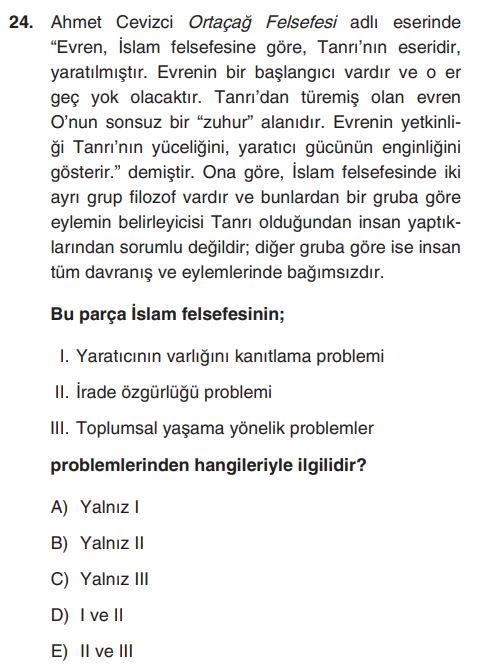 24. Ahmet Cevizci Ortaçağ Felsefesi adlı eserinde
“Evren, İslam felsefesine göre, Tanrı’nın eseridir,
yaratılmıştır. Evrenin bir başlangıcı vardır ve o er
geç yok olacaktır. Tanrı’dan türemiş olan evren
O’nun sonsuz bir “zuhur” alanıdır. Evrenin yetkinli-
ği Tanrı’nın yüceliğini, yaratıcı gücünün enginliğini
gösterir.” demiştir. Ona göre, İslam felsefesinde iki
ayrı grup filozof vardır ve bunlardan bir gruba göre
eylemin belirleyicisi Tanrı olduğundan insan yaptık-
larından sorumlu değildir; diğer gruba göre ise insan
tüm davranış ve eylemlerinde bağımsızdır.
Bu parça İslam felsefesinin;
I. Yaratıcının varlığını kanıtlama problemi
II. İrade özgürlüğü problemi
III. Toplumsal yaşama yönelik problemler
problemlerinden hangileriyle ilgilidir?
A) Yalnız I
B) Yalnız II
C) Yalnız III
D) I ve II
E) II ve III